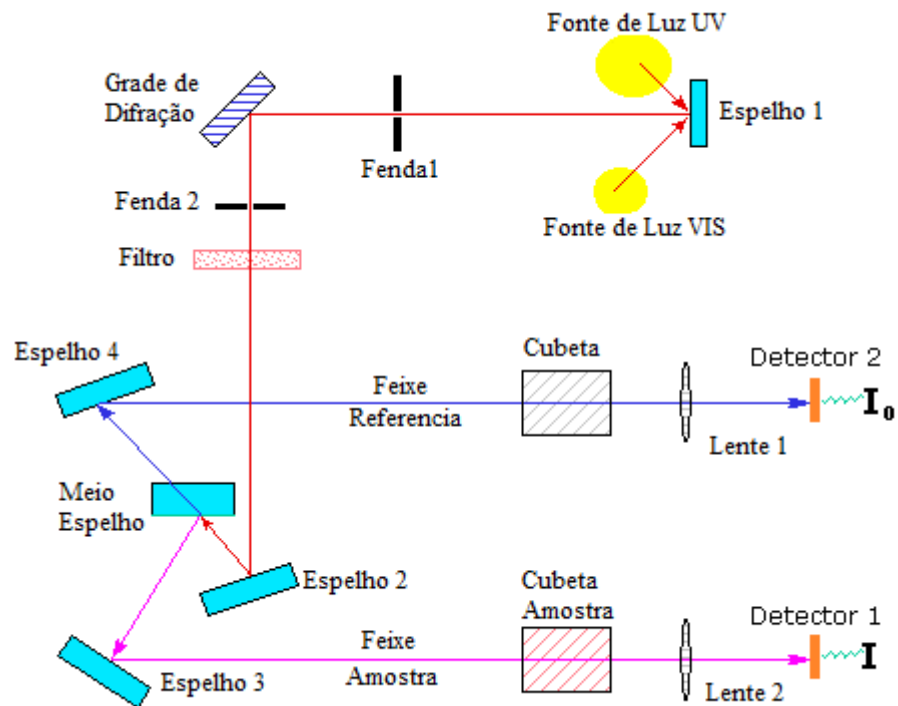 Fonte de Luz UV
Grade de
Difração
Espelho 1
Fenda1
Fenda 2
Fonte de Luz VIS
Filtro
Espelho 4
Cubeta
Detector 2
Feixe
Referencia
I0
Lente 1
Meio
Espelho
Espelho 2
Cubeta
Amostra
Detector 1
Feixe
Amostra
I
Espelho 3
Lente 2